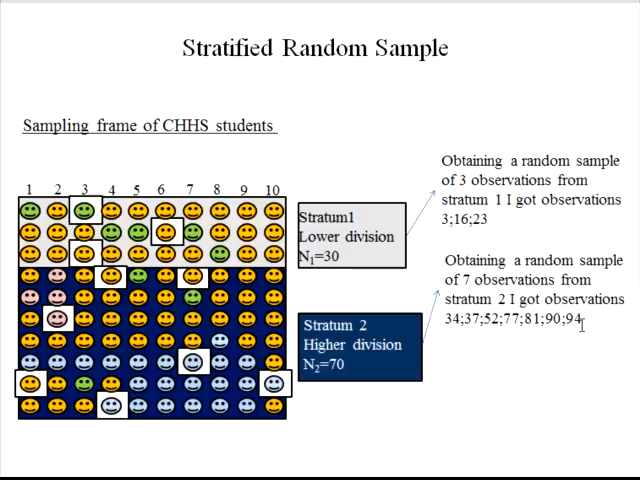 Stratified Random Sample
Sampling frame of CHHS students
1 2 3 4 5 6 7 8 9 10
Stratum1
Lower division
N₁=30
Stratum 2
Higher division
N₂=70
Obtaining a random sample
of 3 observations from
stratum 1 I got observations
3;16;23
Obtaining a random sample
of 7 observations from
stratum 2 I got observations
34;37;52;77;81;90;94